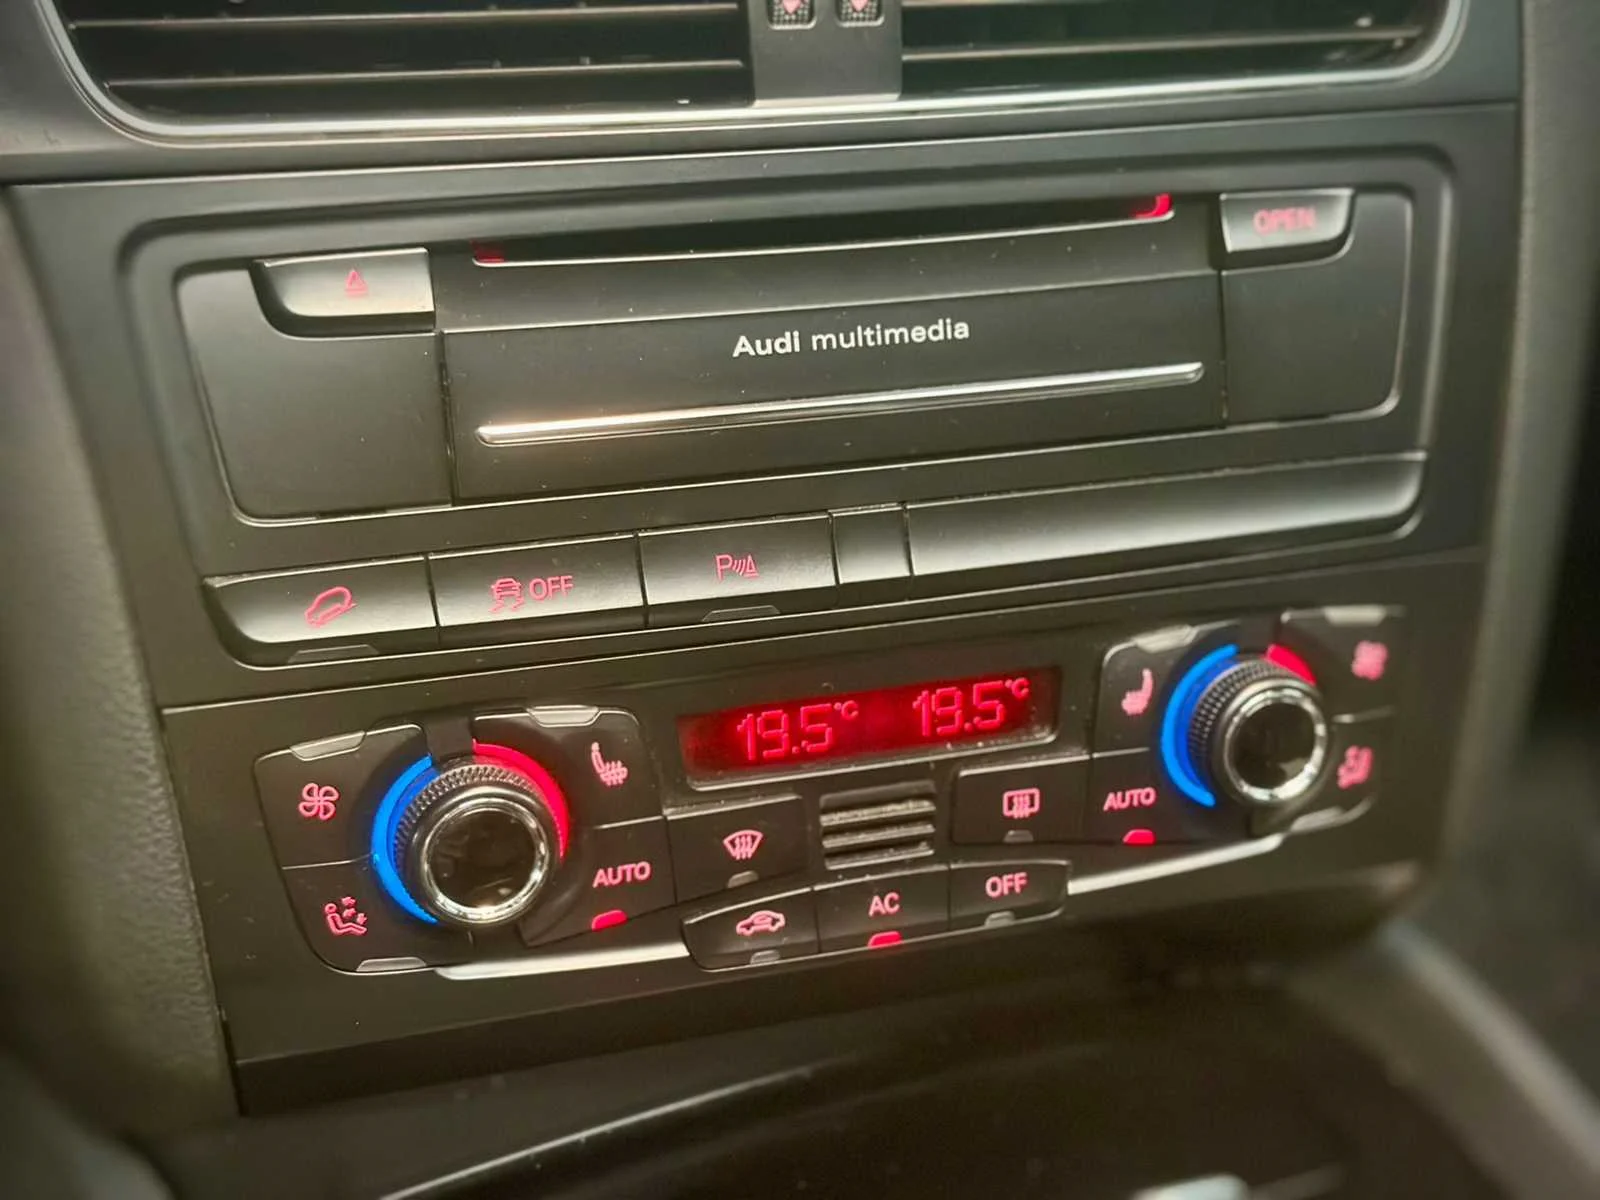 OPEN
Audi multimedia
OFF
P
19.5°C 19.5°C
AUTO
AUTO
AC
OFF